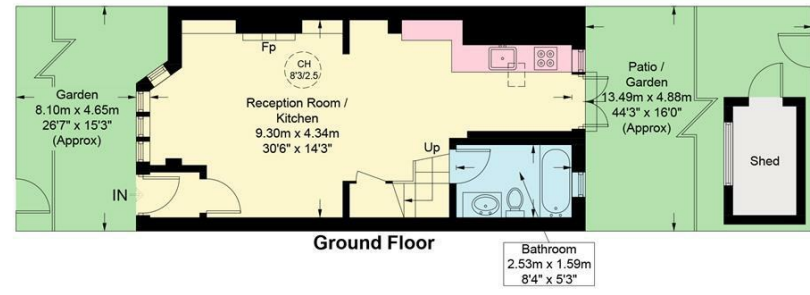 Garden
8.10m x 4.65m
26'7" x 15'3"
(Approx)
IN
Fp
CH
8'3/2.5
Reception Room /
Kitchen
9.30m x 4.34m
30'6" x 14'3"
Up
Patio /
Garden
13.49m x 4.88m
44'3" x 16'0"
(Approx)
Shed
Ground Floor
Bathroom
2.53m x 1.59m
8'4" x 5'3"